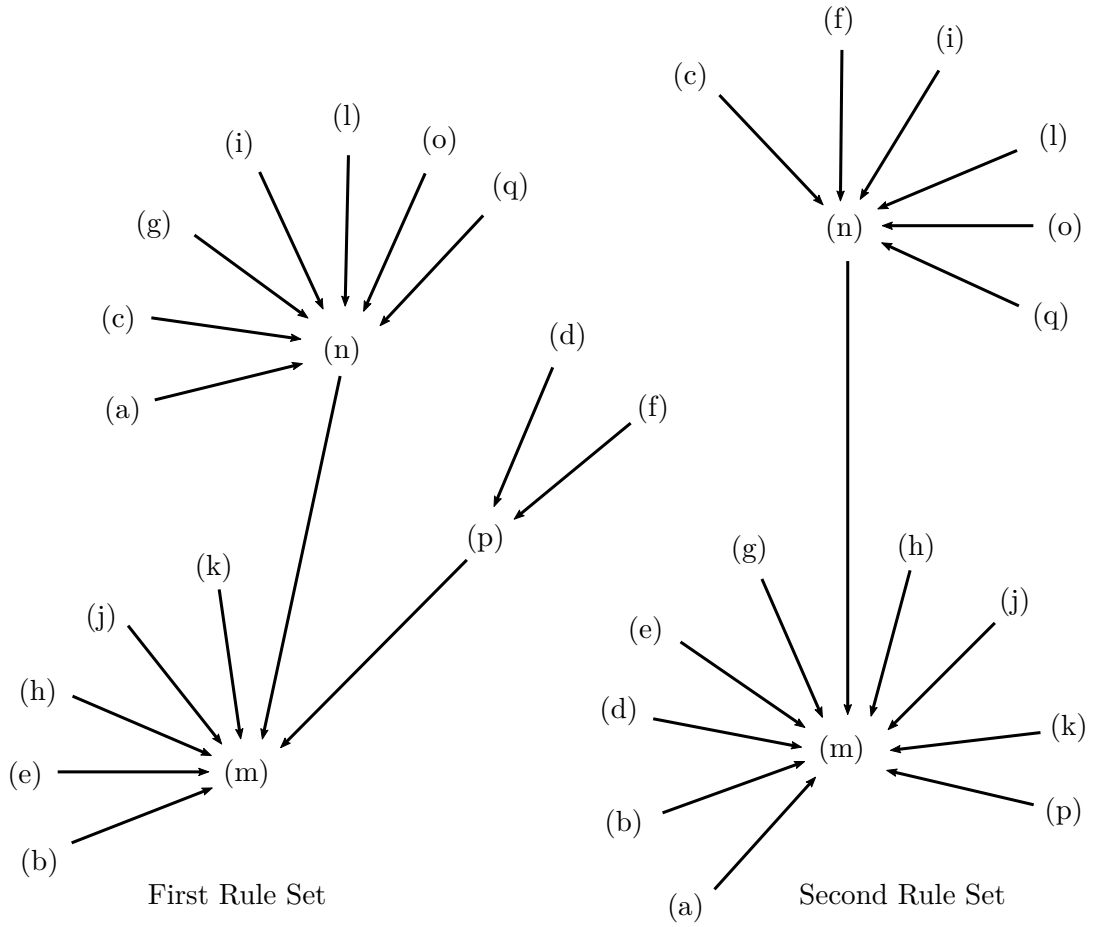 (l)
(i)
(o)
(g)
(q)
(c)
(n)
(a)
(d)
(f)
(p)
(k)
(j)
(h)
(e)
(m)
(b)
First Rule Set
(f)
(i)
(c)
(l)
(n)
(o)
(q)
(g)
(h)
(e)
(j)
(d)
(k)
(m)
(b)
(p)
(a)
Second Rule Set